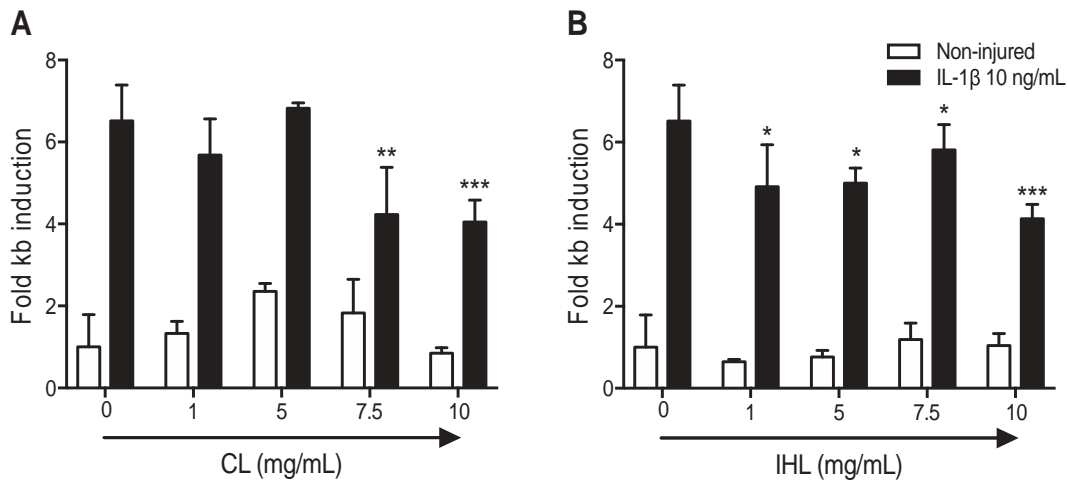 A
8
6
4
2
0
Fold kb induction
**
***
0 1 5 7.5 10
CL (mg/mL)
B
Non-injured
IL-1β 10 ng/mL
8
6
4
2
0
Fold kb induction
*
*
*
***
0 1 5 7.5 10
IHL (mg/mL)